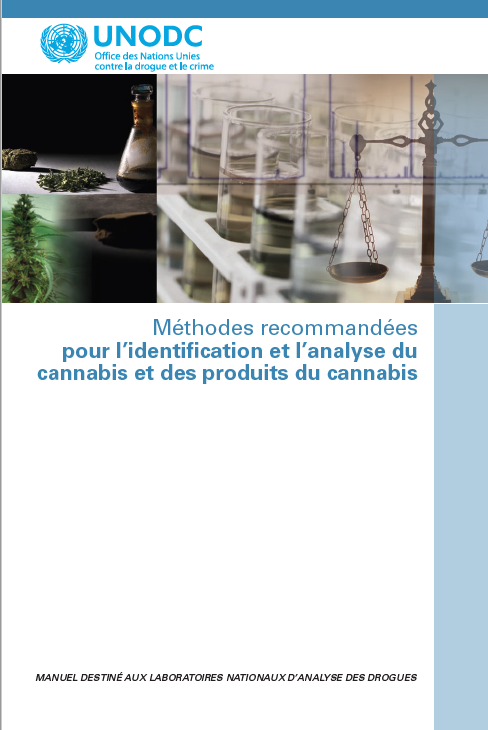 UNODC
Office des Nations Unies
contre la drogue et le crime
Méthodes recommandées
pour l’identification et l’analyse du
cannabis et des produits du cannabis
MANUEL DESTINÉ AUX LABORATOIRES NATIONAUX D’ANALYSE DES DROGUES